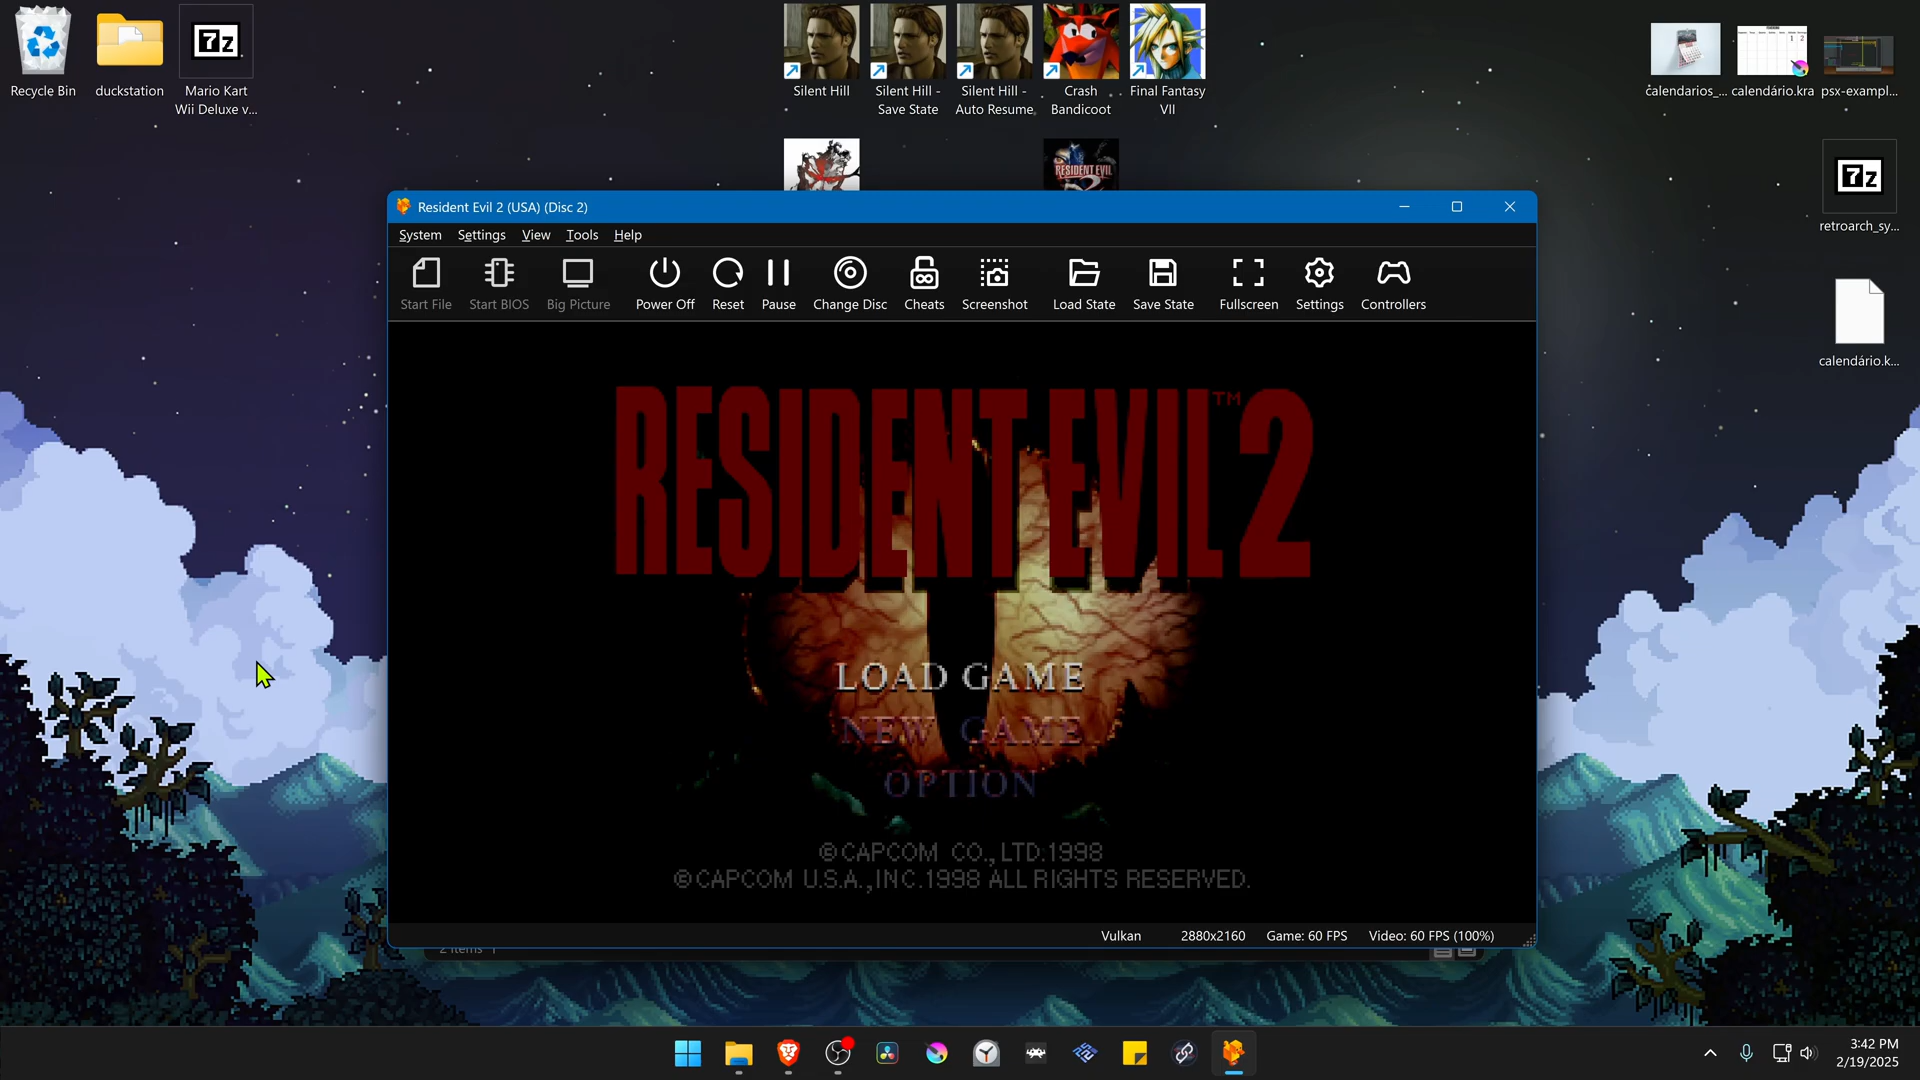 Recycle Bin
duckstation
Mario Kart
Wii Deluxe v...
7z
Silent Hill
Silent Hill -
Save State
Silent Hill -
Auto Resume
Crash
Bandicoot
Final Fantasy
VII
calendarios_...
calendário.kra
psx-exampl...
RESIDENT EVIL
2
7z
retroarch_sy...
calendário.k...
Resident Evil 2 (USA) (Disc 2)
System Settings View Tools Help
Start File Start BIOS Big Picture Power Off Reset Pause Change Disc Cheats Screenshot Load State Save State Fullscreen Settings Controllers
RESIDENT EVIL 2 ™
LOAD GAME
NEW GAME
OPTION
©CAPCOM CO.,LTD.1998
©CAPCOM U.S.A.,INC.1998 ALL RIGHTS RESERVED.
Vulkan 2880x2160 Game: 60 FPS Video: 60 FPS (100%)
2 items
3:42 PM
2/19/2025